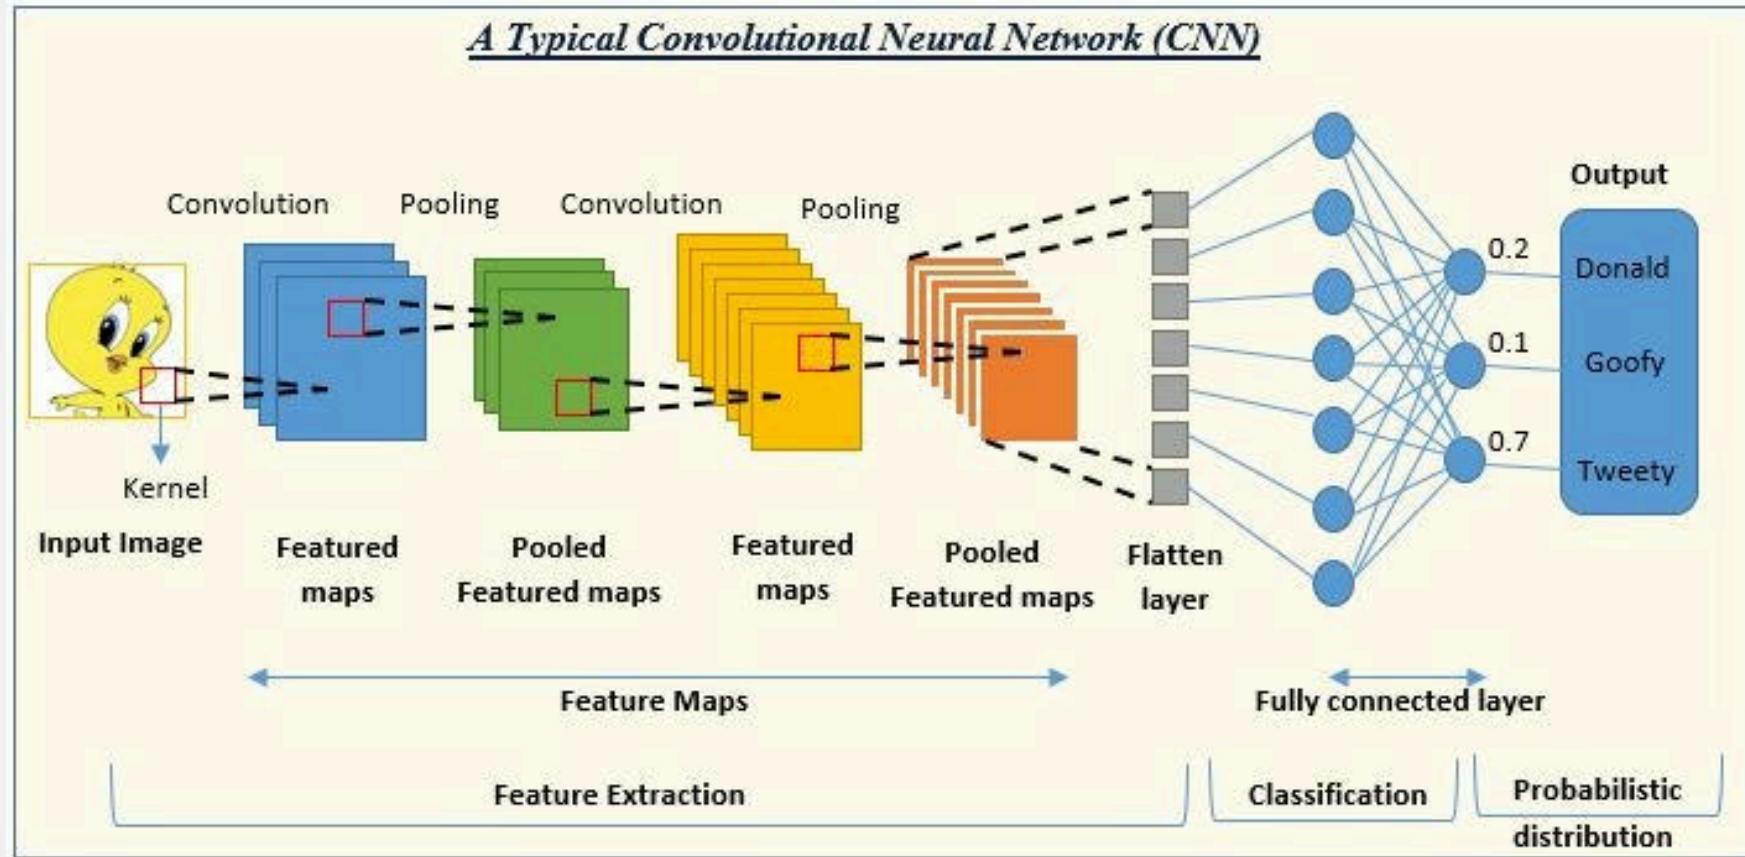 A Typical Convolutional Neural Network (CNN)
Convolution
Pooling
Convolution
Pooling
Output
0.2
Donald
0.1
Goofy
0.7
Tweety
Kernel
Input Image
Featured
maps
Pooled
Featured maps
Featured
maps
Pooled
Featured maps
Flatten
layer
Feature Maps
Fully connected layer
Feature Extraction
Classification
Probabilistic
distribution